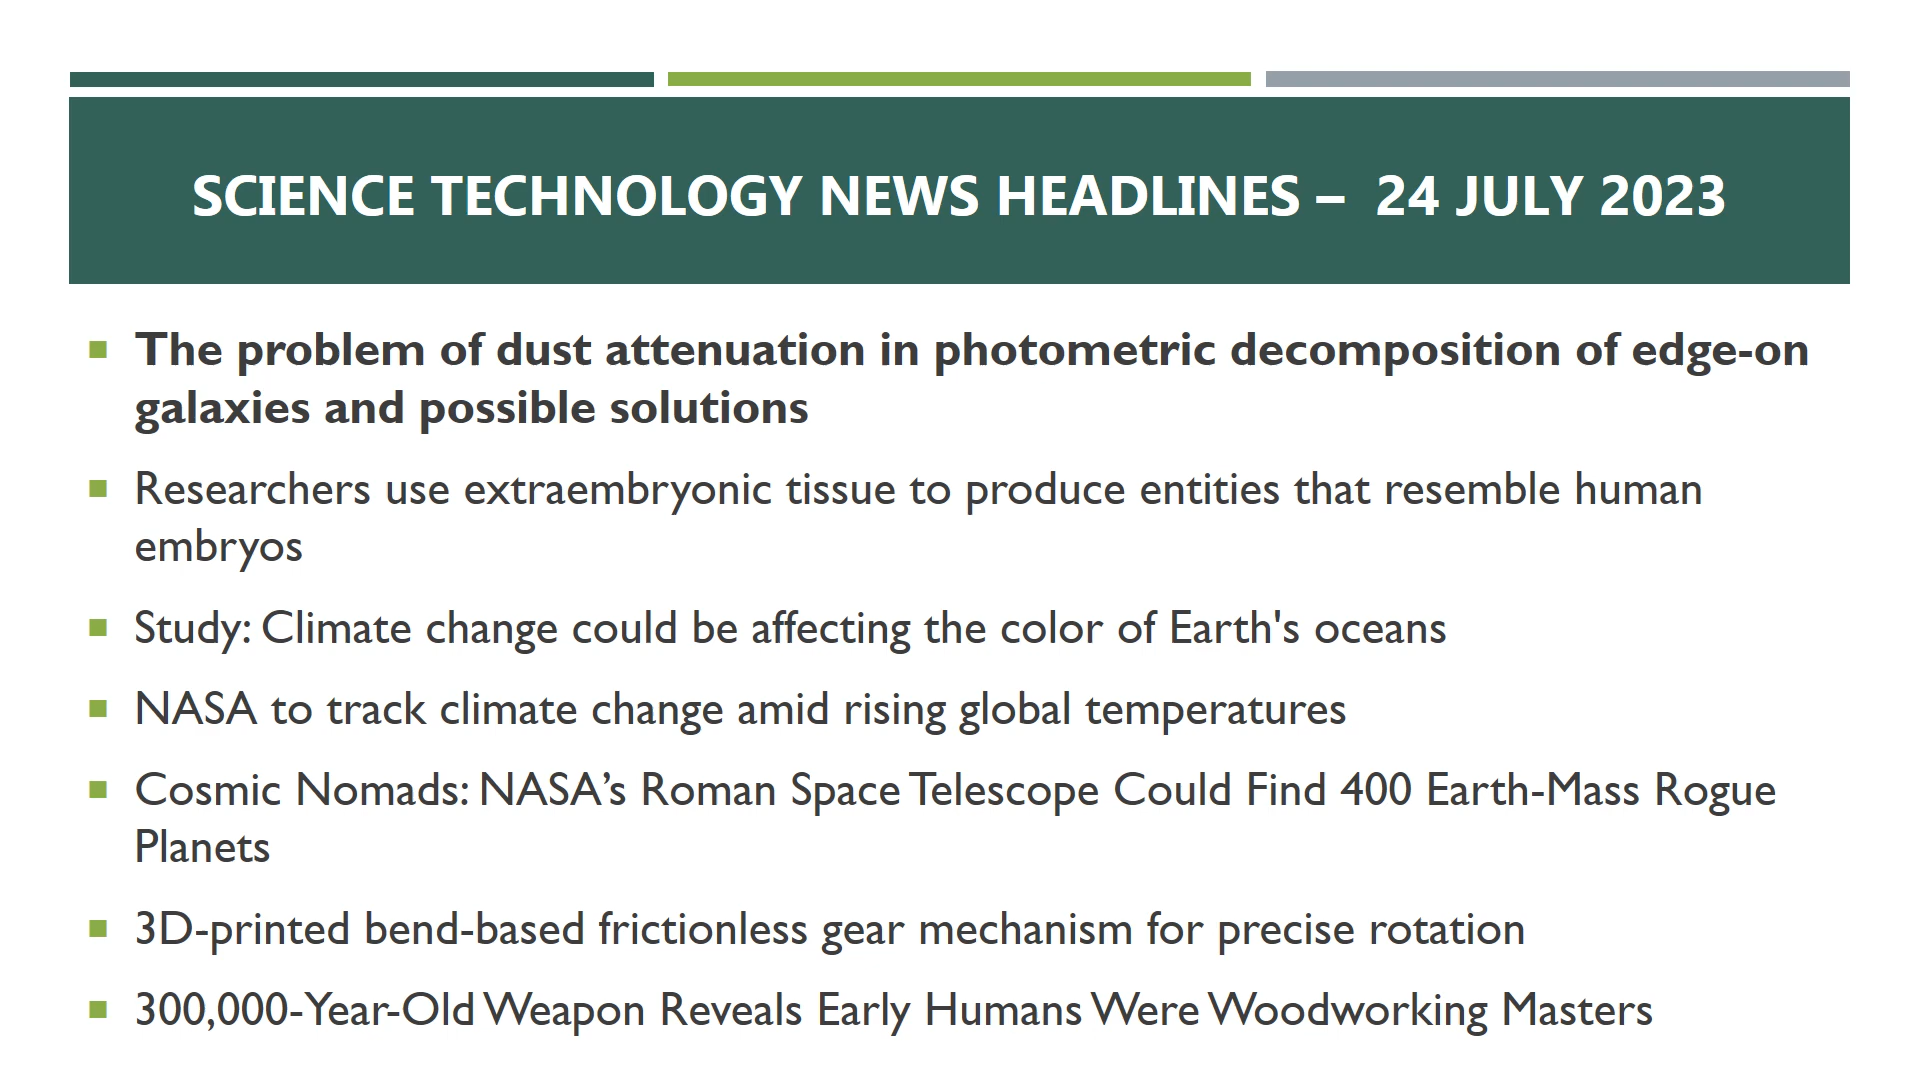 SCIENCE TECHNOLOGY NEWS HEADLINES – 24 JULY 2023
The problem of dust attenuation in photometric decomposition of edge-on
galaxies and possible solutions
Researchers use extraembryonic tissue to produce entities that resemble human
embryos
Study: Climate change could be affecting the color of Earth's oceans
NASA to track climate change amid rising global temperatures
Cosmic Nomads: NASA’s Roman Space Telescope Could Find 400 Earth-Mass Rogue
Planets
3D-printed bend-based frictionless gear mechanism for precise rotation
300,000-Year-Old Weapon Reveals Early Humans Were Woodworking Masters